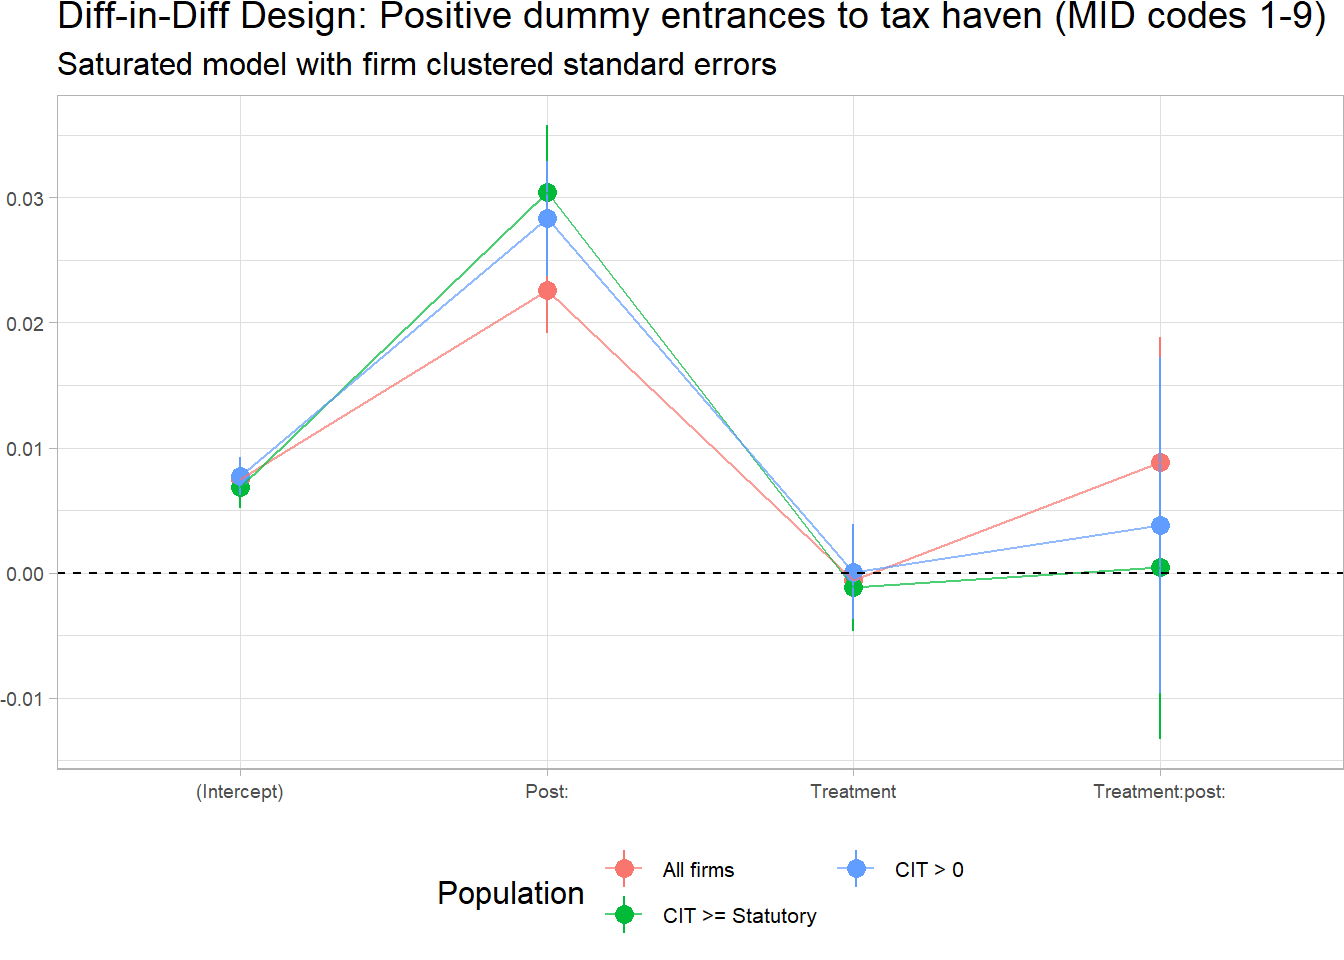 Diff-in-Diff Design: Positive dummy entrances to tax haven (MID codes 1-9)
Saturated model with firm clustered standard errors
0.03
0.02
0.01
0.00
-0.01
(Intercept)
Post:
Treatment
Treatment:post:
Population
All firms
CIT > 0
CIT >= Statutory